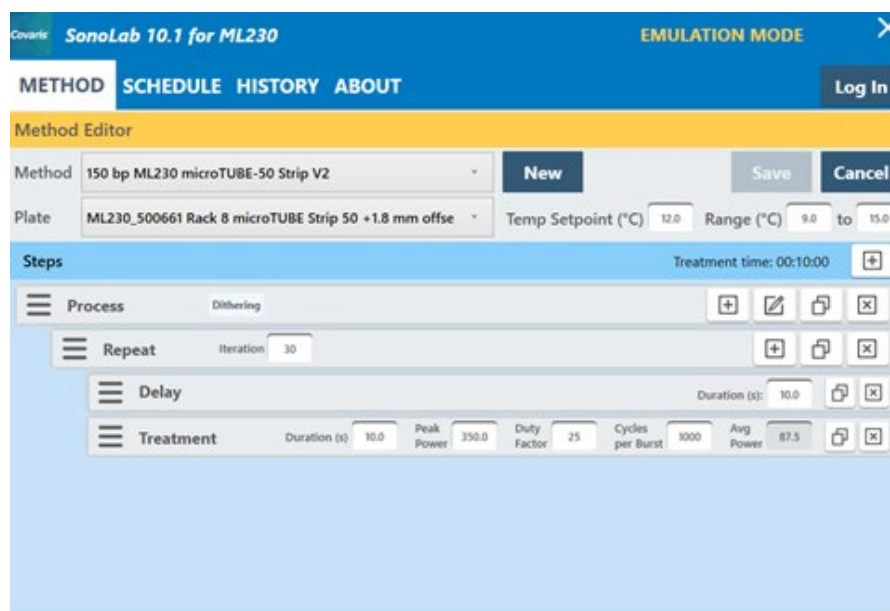 Covaris SonoLab 10.1 for ML230 EMULATION MODE
METHOD SCHEDULE HISTORY ABOUT Log In
Method Editor
Method 150 bp ML230 microTUBE-50 Strip V2 New Save Cancel
Plate ML230_500661 Rack 8 microTUBE Strip 50 +1.8 mm offse Temp Setpoint (°C) 12.0 Range (°C) 9.0 to 15.0
Steps Treatment time: 00:10:00
Process Dithering
Repeat Iteration 30
Delay Duration (s): 10.0
Treatment Duration (s) 10.0 Peak Power 350.0 Duty Factor 25 Cycles per Burst 1000 Avg Power 87.5